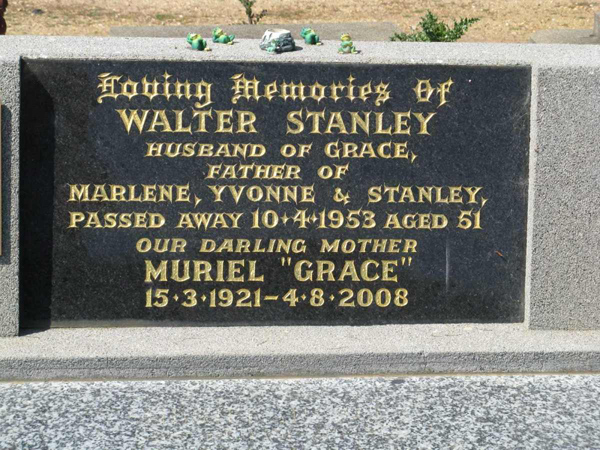 Loving Memories Of
WALTER STANLEY
HUSBAND OF GRACE,
FATHER OF
MARLENE, YVONNE & STANLEY,
PASSED AWAY 10·4·1953 AGED 51
OUR DARLING MOTHER
MURIEL "GRACE"
15·3·1921 – 4·8·2008